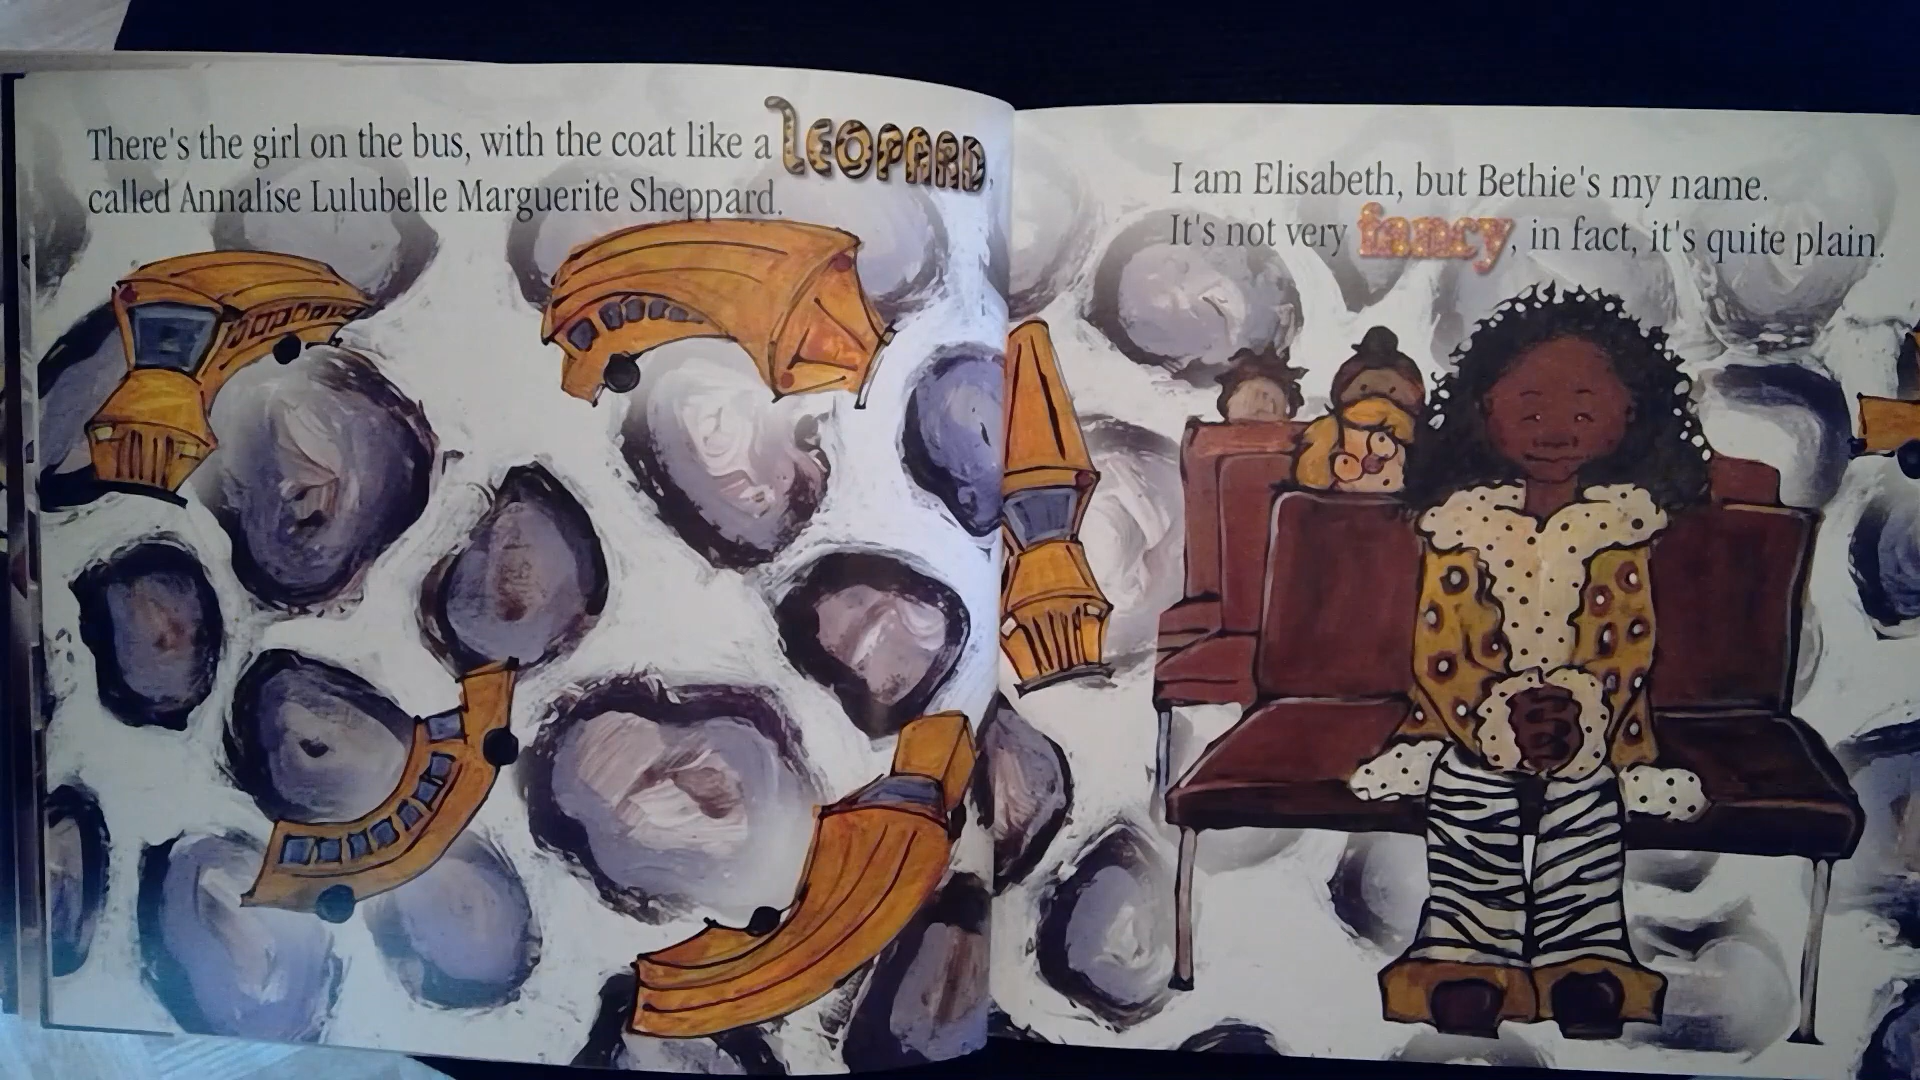 There's the girl on the bus, with the coat like a LEOPARD,
called Annalise Lulubelle Marguerite Sheppard.
I am Elisabeth, but Bethie's my name.
It's not very fancy, in fact, it's quite plain.